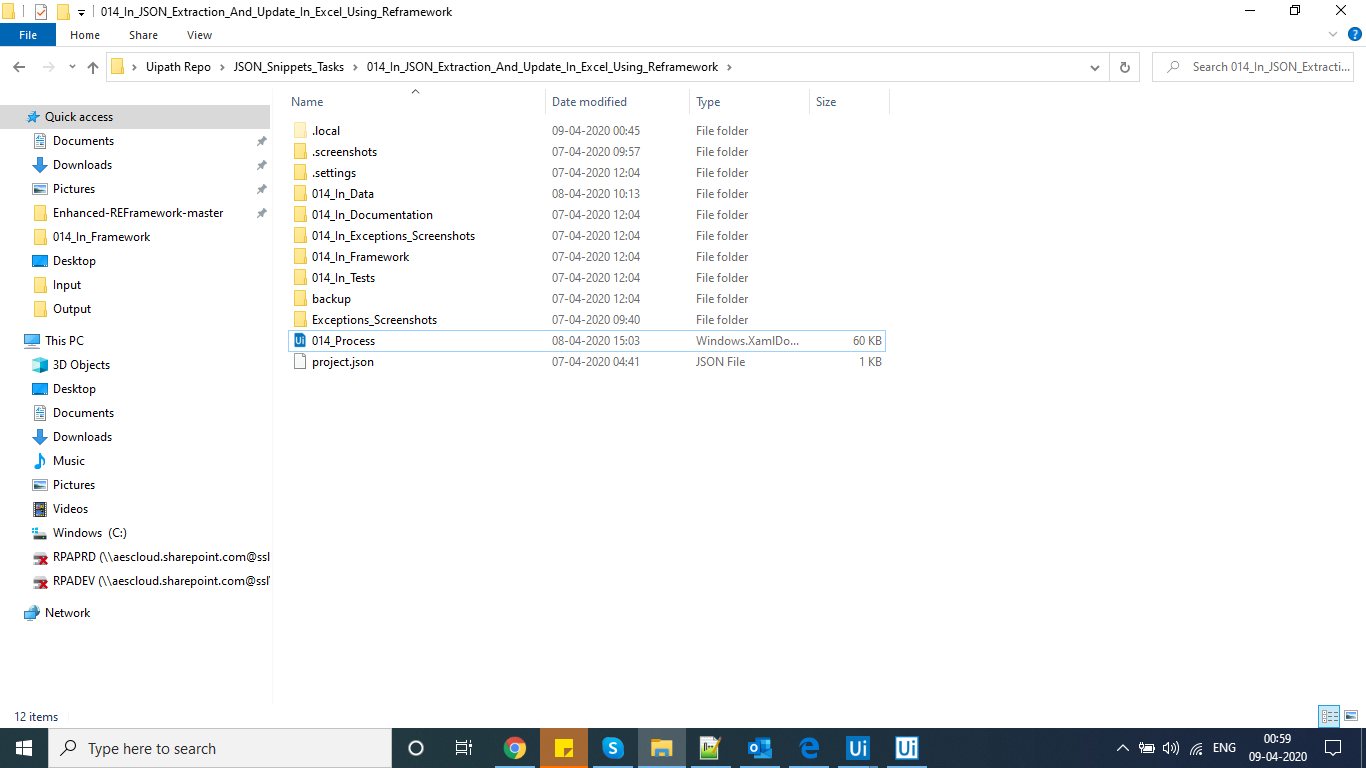 014_In_JSON_Extraction_And_Update_In_Excel_Using_Reframework
File Home Share View
Uipath Repo JSON_Snippets_Tasks 014_In_JSON_Extraction_And_Update_In_Excel_Using_Reframework
Search 014_In_JSON_Extracti...
Quick access
Documents
Downloads
Pictures
Enhanced-REFramework-master
014_In_Framework
Desktop
Input
Output
This PC
3D Objects
Desktop
Documents
Downloads
Music
Pictures
Videos
Windows (C:)
RPAPRD (\\aescloud.sharepoint.com@ssl
RPADEV (\\aescloud.sharepoint.com@ssl
Network
Name Date modified Type Size
.local 09-04-2020 00:45 File folder
.screenshots 07-04-2020 09:57 File folder
.settings 07-04-2020 12:04 File folder
014_In_Data 08-04-2020 10:13 File folder
014_In_Documentation 07-04-2020 12:04 File folder
014_In_Exceptions_Screenshots 07-04-2020 12:04 File folder
014_In_Framework 07-04-2020 12:04 File folder
014_In_Tests 07-04-2020 12:04 File folder
backup 07-04-2020 12:04 File folder
Exceptions_Screenshots 07-04-2020 09:40 File folder
Ui 014_Process 08-04-2020 15:03 Windows.XamlDo... 60 KB
project.json 07-04-2020 04:41 JSON File 1 KB
12 items
Type here to search
Ui Ui
ENG
00:59
09-04-2020